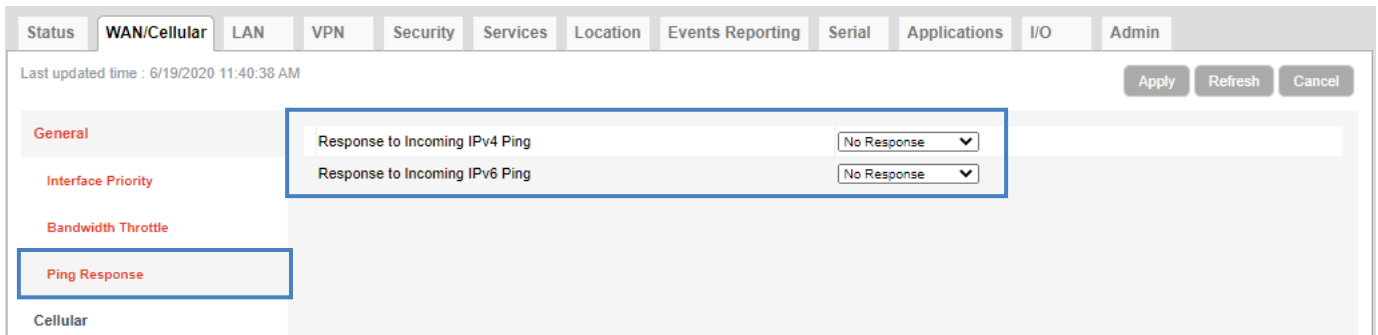 Status WAN/Cellular LAN VPN Security Services Location Events Reporting Serial Applications I/O Admin
Last updated time : 6/19/2020 11:40:38 AM
Apply Refresh Cancel
General
Response to Incoming IPv4 Ping No Response
Response to Incoming IPv6 Ping No Response
Interface Priority
Bandwidth Throttle
Ping Response
Cellular